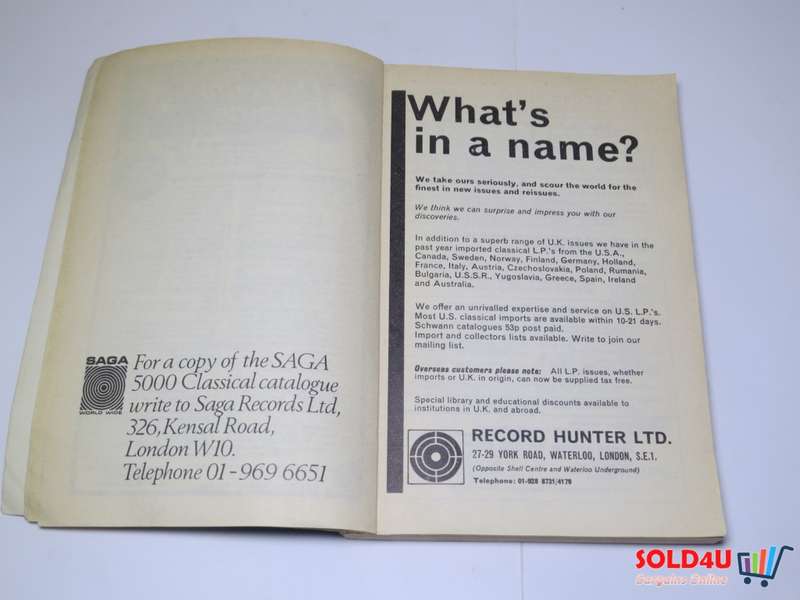 SAGA
WORLD WIDE
For a copy of the SAGA
5000 Classical catalogue
write to Saga Records Ltd,
326, Kensal Road,
London W10.
Telephone 01-969 6651
What's
in a name?
We take ours seriously, and scour the world for the
finest in new issues and reissues.
We think we can surprise and impress you with our
discoveries.
In addition to a superb range of U.K. issues we have in the
past year imported classical L.P.'s from the U.S.A.,
Canada, Sweden, Norway, Finland, Germany, Holland,
France, Italy, Austria, Czechoslovakia, Poland, Rumania,
Bulgaria, U.S.S.R., Yugoslavia, Greece, Spain, Ireland
and Australia.
We offer an unrivalled expertise and service on U.S. L.P.'s.
Most U.S. classical imports are available within 10-21 days.
Schwann catalogues 53p post paid.
Import and collectors lists available. Write to join our
mailing list.
Overseas customers please note: All L.P. issues, whether
imports or U.K. in origin, can now be supplied tax free.
Special library and educational discounts available to
institutions in U.K. and abroad.
RECORD HUNTER LTD.
27-29 YORK ROAD, WATERLOO, LONDON, S.E.1.
(Opposite Shell Centre and Waterloo Underground)
Telephone: 01-928 8731/4179
SOLD4U
Bargains Online